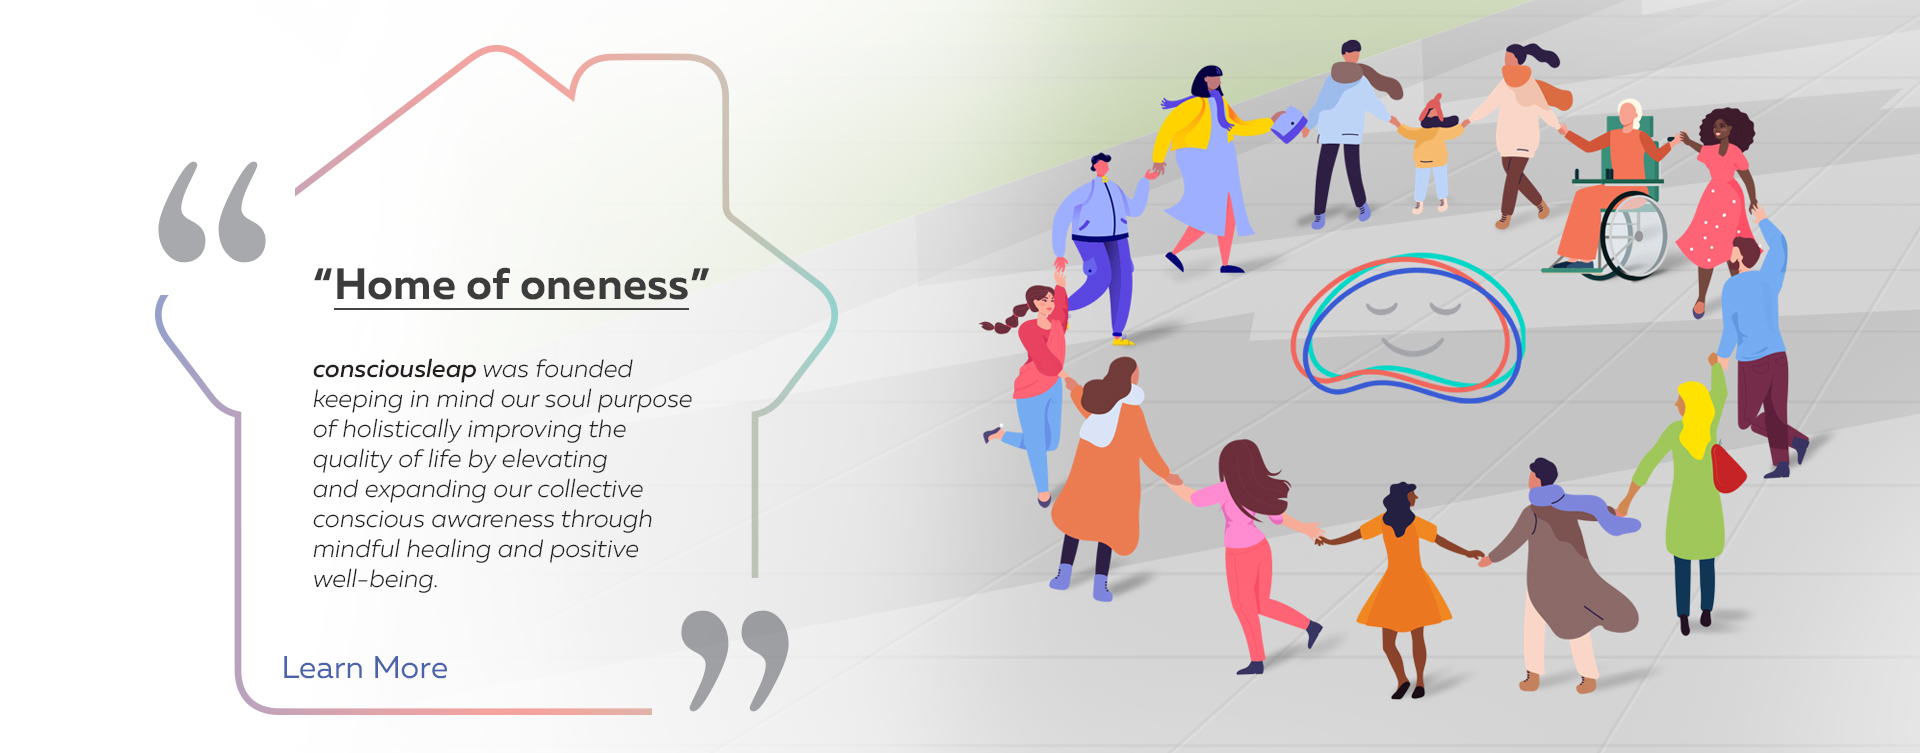 “Home of oneness”
consciousleap was founded
keeping in mind our soul purpose
of holistically improving the
quality of life by elevating
and expanding our collective
conscious awareness through
mindful healing and positive
well-being.
Learn More